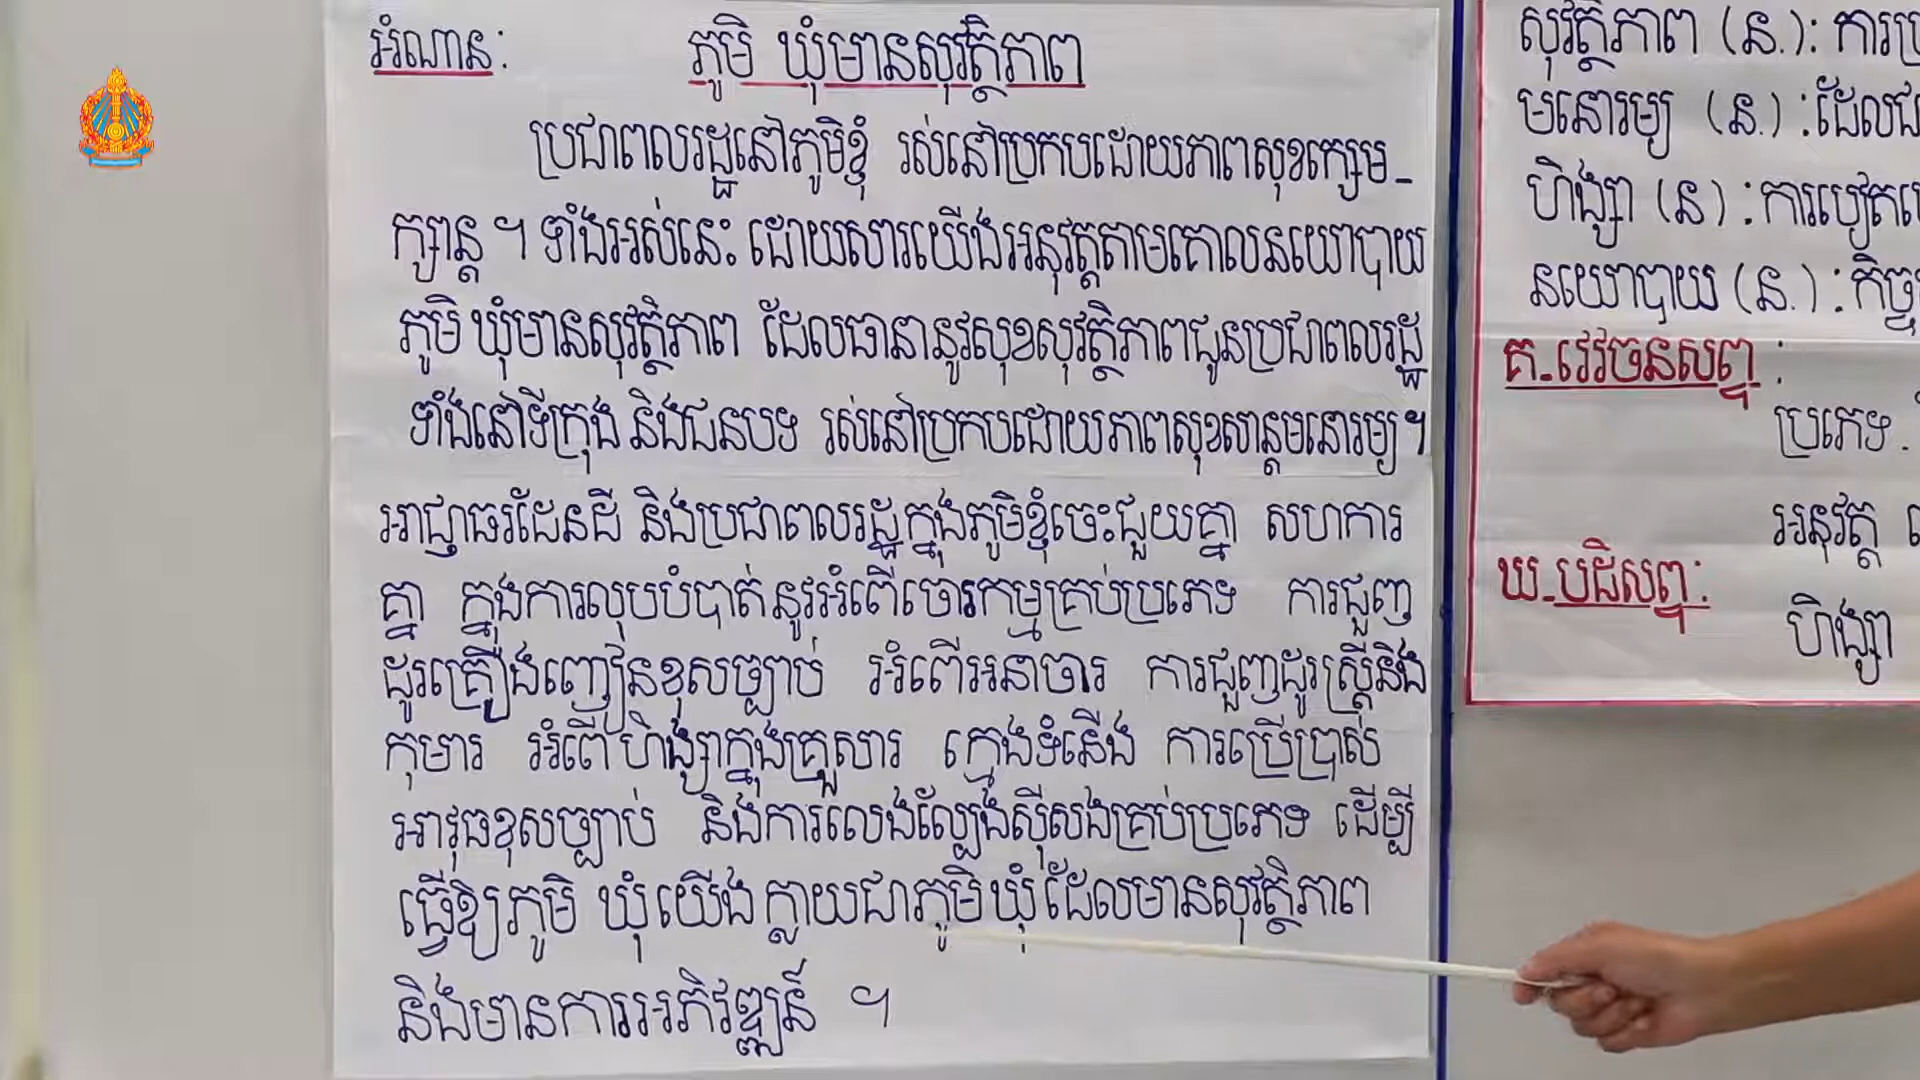 អំណាន:
ភូមិ ឃុំមានសុវត្ថិភាព
ប្រជាពលរដ្ឋនៅភូមិខ្ញុំ រស់នៅប្រកបដោយភាពសុខក្សេម-
ក្សាន្ត ។ ទាំងអស់នេះ ដោយសារយើងអនុវត្តតាមគោលនយោបាយ
ភូមិ ឃុំមានសុវត្ថិភាព ដែលធានានូវសុខសុវត្ថិភាពជូនប្រជាពលរដ្ឋ
ទាំងនៅទីក្រុង និងជនបទ រស់នៅប្រកបដោយភាពសុខសាន្តមនោរម្យ ។
អាជ្ញាធរដែនដី និងប្រជាពលរដ្ឋក្នុងភូមិខ្ញុំចេះជួយគ្នា សហការ
គ្នា ក្នុងការលុបបំបាត់នូវអំពើចោរកម្មគ្រប់ប្រភេទ ការជួញ
ដូរគ្រឿងញៀនខុសច្បាប់ អំពើអនាចារ ការជួញដូរស្ត្រីនិង
កុមារ អំពើហិង្សាក្នុងគ្រួសារ ក្មេងទំនើង ការប្រើប្រាស់
អាវុធខុសច្បាប់ និងការលេងល្បែងស៊ីសងគ្រប់ប្រភេទ ដើម្បី
ធ្វើឱ្យភូមិ ឃុំយើង ក្លាយជាភូមិឃុំដែលមានសុវត្ថិភាព
និងមានការអភិវឌ្ឍន៍ ។
សុវត្ថិភាព (ន.): ការប្រ
មនោរម្យ (ន.) : ដែលជ
ហិង្សា (ន) : ការបៀតបៀ
នយោបាយ (ន.) : កិច្ច
គ-វេវចនសព្ទ :
ប្រភេទ
អនុវត្ត
ឃ-បដិសព្ទ:
ហិង្សា